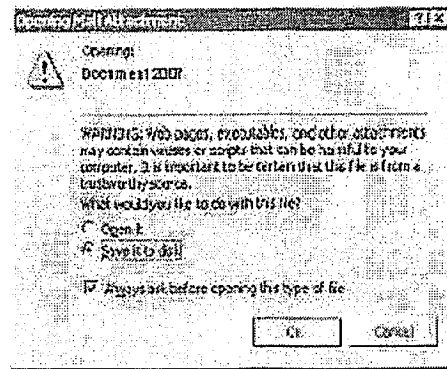 Opening Mail Attachment
Opening:
WARNING: Web pages, executables, and other attachments
may contain viruses or scripts that can be harmful to your
computer. It is important to be certain that this file is from a
trustworthy source.
What would you like to do with this file?
Open it
Save it to disk
Always ask before opening this type of file
OK
Cancel